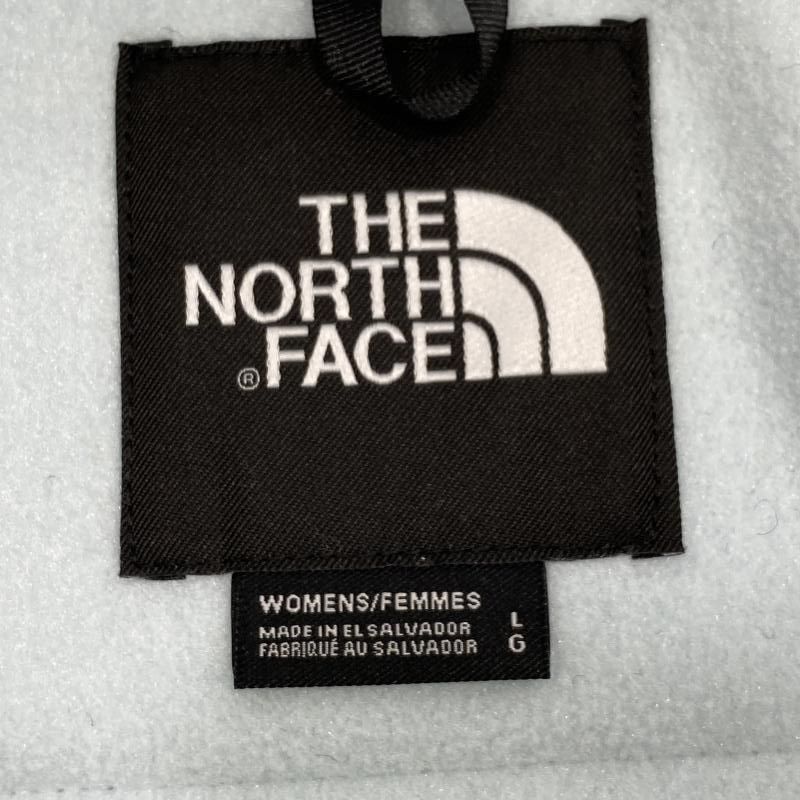 THE
NORTH
® FACE
WOMENS/FEMMES
MADE IN EL SALVADOR L
FABRIQUÉ AU SALVADOR G